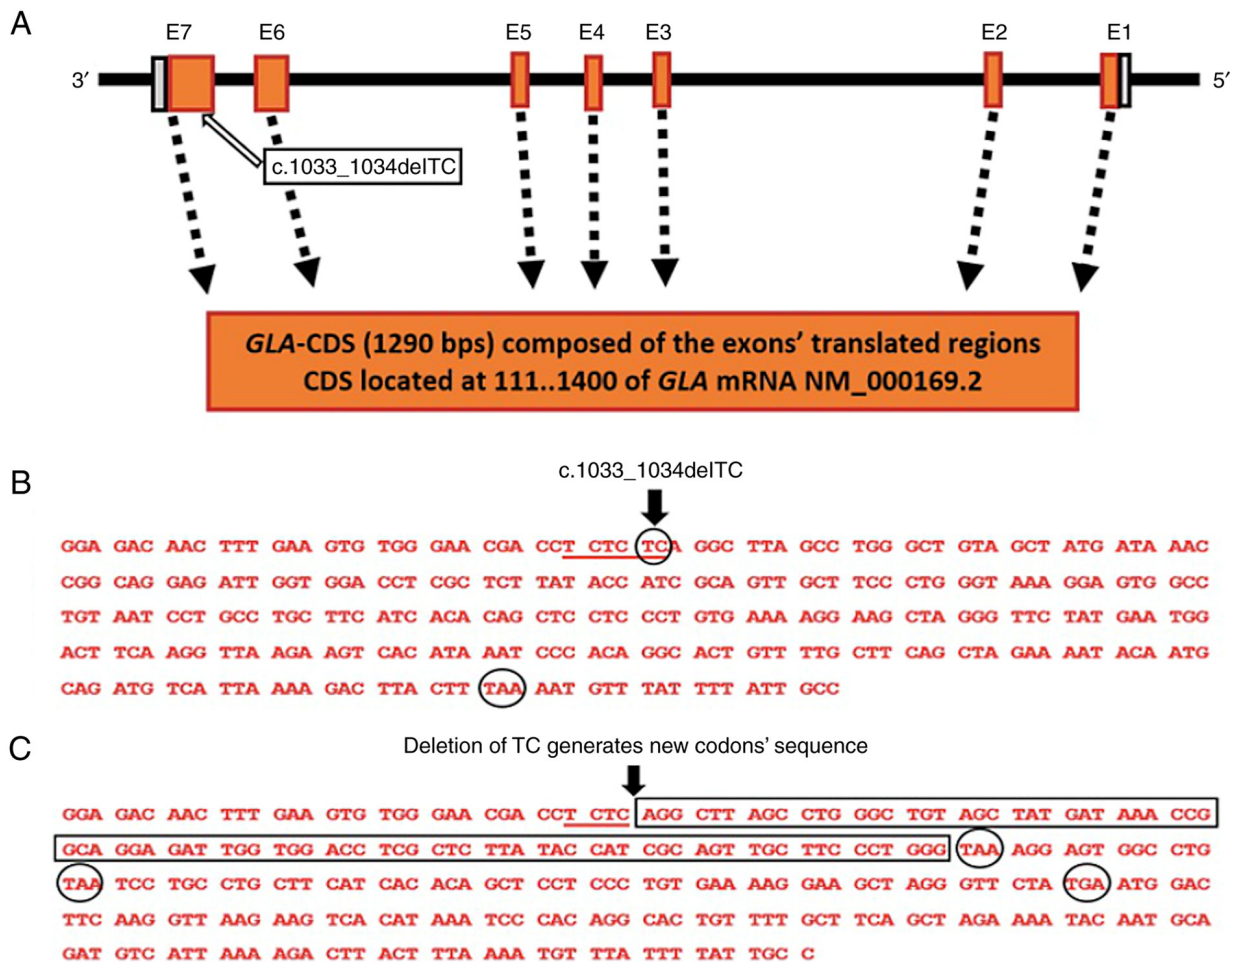 A
E7 E6 E5 E4 E3 E2 E1
3′ 5′
c.1033_1034delTC
GLA-CDS (1290 bps) composed of the exons’ translated regions
CDS located at 111..1400 of GLA mRNA NM_000169.2
B
c.1033_1034delTC
GGA GAC AAC TTT GAA GTG TGG GAA CGA CCT CTC TCA GGC TTA GCC TGG GCT GTA GCT ATG ATA AAC
CGG CAG GAG ATT GGT GGA CCT CGC TCT TAT ACC ATC GCA GTT GCT TCC CTG GGT AAA GGA GTG GCC
TGT AAT CCT GCC TGC TTC ATC ACA CAG CTC CTC CCT GTG AAA AGG AAG CTA GGG TTC TAT GAA TGG
ACT TCA AGG TTA AGA AGT CAC ATA AAT CCC ACA GGC ACT GTT TTG CTT CAG CTA GAA AAT ACA ATG
CAG ATG TCA TTA AAA GAC TTA CTT TAA AAT GTT TAT TTT ATT GCC
C
Deletion of TC generates new codons’ sequence
GGA GAC AAC TTT GAA GTG TGG GAA CGA CCT CTC AGG CTT AGC CTG GGC TGT AGC TAT GAT AAA CCG
GCA GGA GAT TGG TGG ACC TCG CTC TTA TAC CAT CGC AGT TGC TTC CCT GGG TAA AGG AGT GGC CTG
TAA TCC TGC CTG CTT CAT CAC ACA GCT CCT CCC TGT GAA AAG GAA GCT AGG GTT CTA TGA ATG GAC
TTC AAG GTT AAG AAG TCA CAT AAA TCC CAC AGG CAC TGT TTT GCT TCA GCT AGA AAA TAC AAT GCA
GAT GTC ATT AAA AGA CTT ACT TTA AAA TGT TTA TTT TAT TGC C